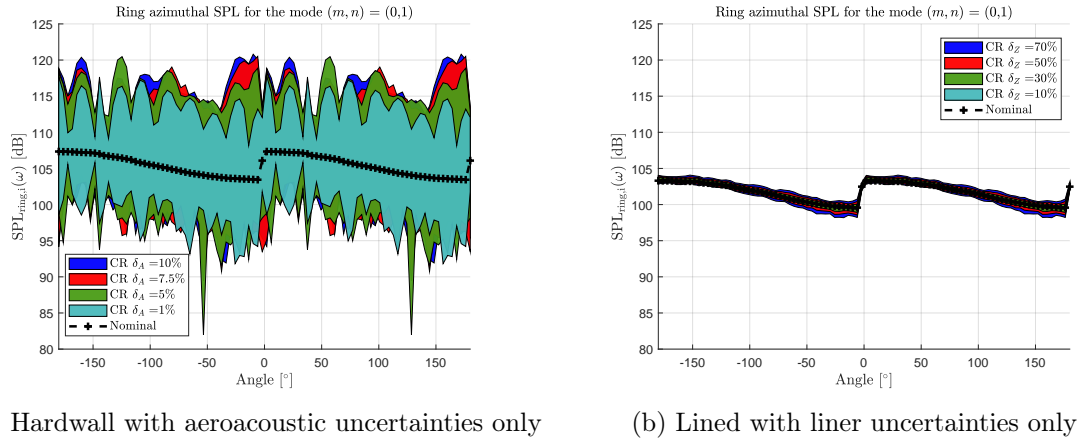 Ring azimuthal SPL for the mode (m, n) = (0,1)
125
120
115
110
105
100
95
90
85
80
SPL_ring,i(ω) [dB]
CR δ_A =10%
CR δ_A =7.5%
CR δ_A =5%
CR δ_A =1%
Nominal
-150 -100 -50 0 50 100 150
Angle [°]
Hardwall with aeroacoustic uncertainties only
Ring azimuthal SPL for the mode (m, n) = (0,1)
125
120
115
110
105
100
95
90
85
80
SPL_ring,i(ω) [dB]
CR δ_Z =70%
CR δ_Z =50%
CR δ_Z =30%
CR δ_Z =10%
Nominal
-150 -100 -50 0 50 100 150
Angle [°]
(b) Lined with liner uncertainties only